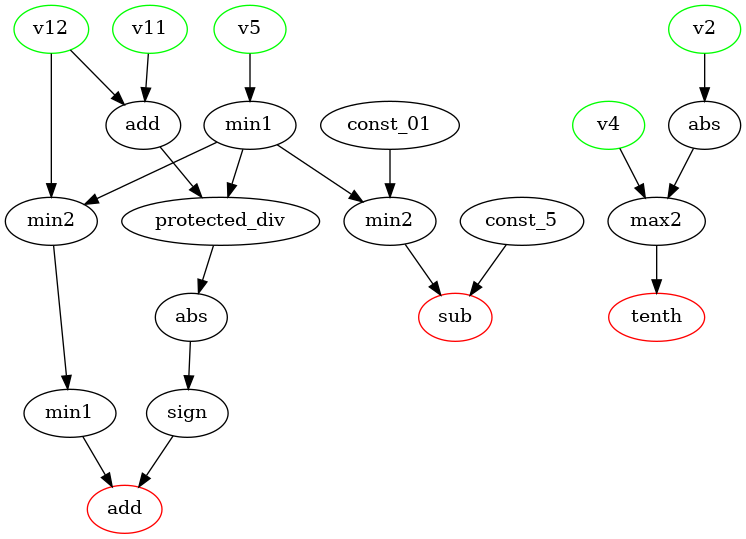 v12
v11
v5
v2
add
min1
const_01
v4
abs
min2
protected_div
min2
const_5
max2
abs
sub
tenth
min1
sign
add